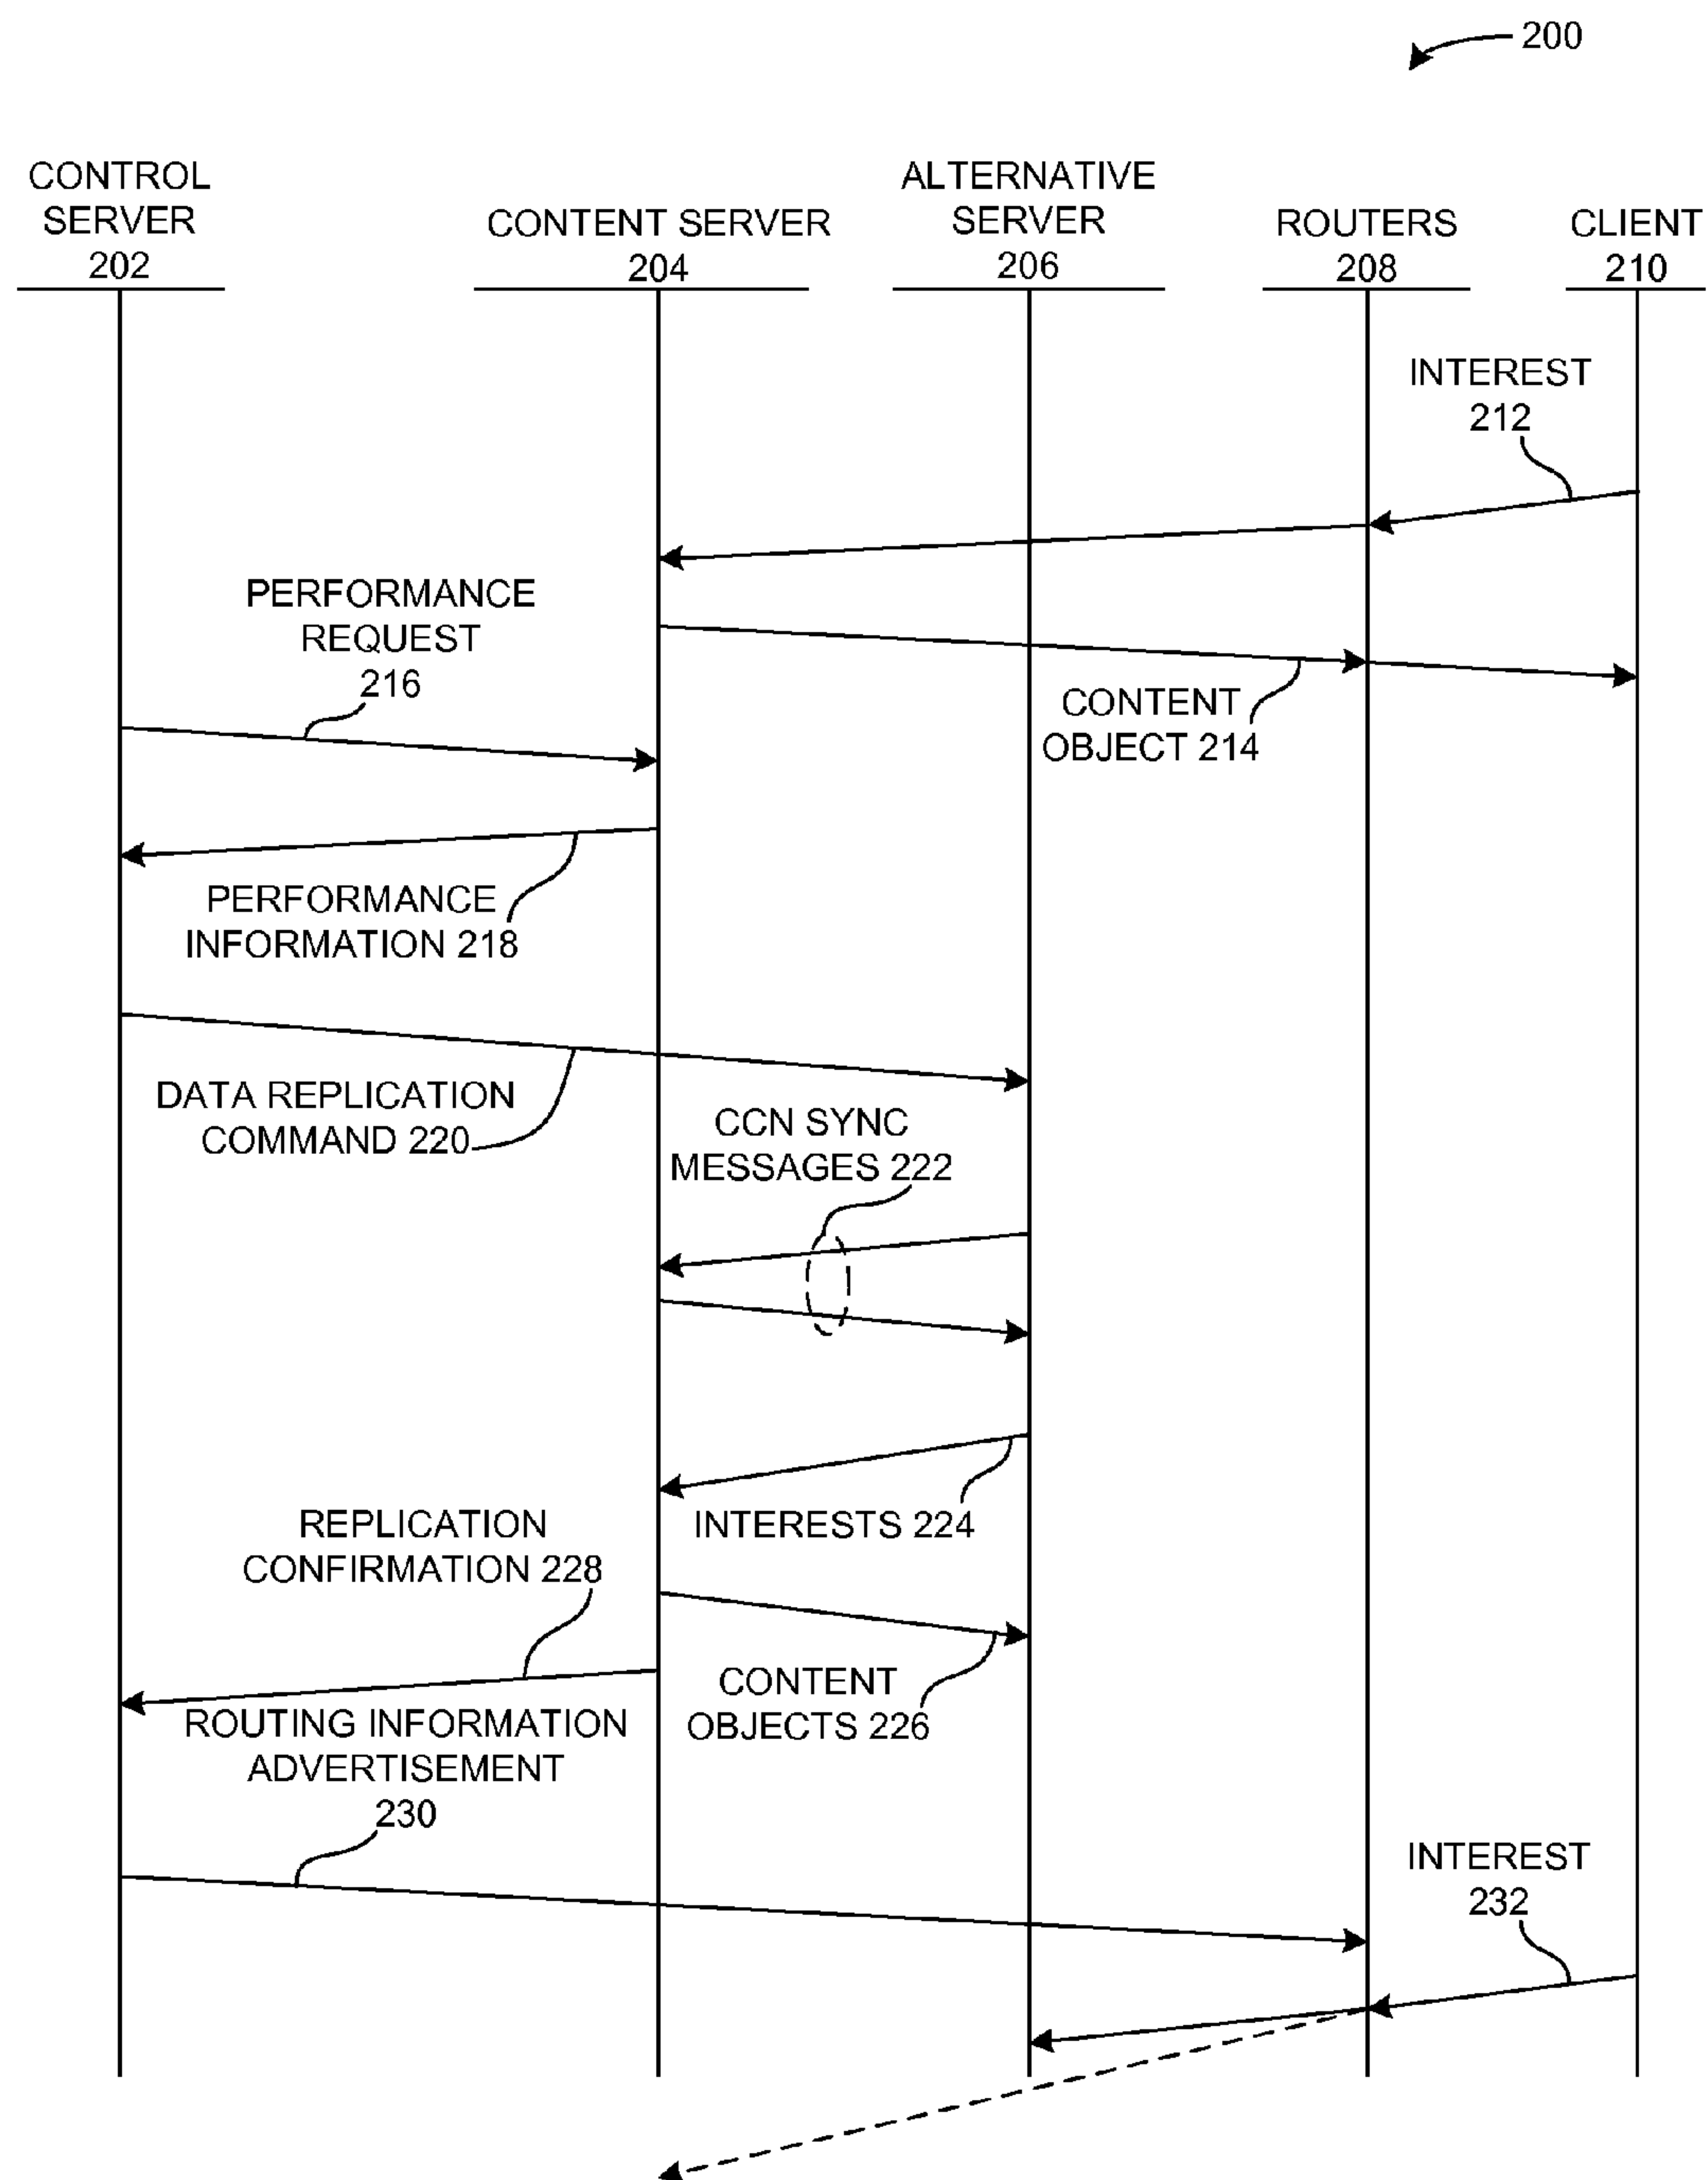 200
CONTROL
SERVER
202
CONTENT SERVER
204
ALTERNATIVE
SERVER
206
ROUTERS
208
CLIENT
210
INTEREST
212
PERFORMANCE
REQUEST
216
CONTENT
OBJECT 214
PERFORMANCE
INFORMATION 218
DATA REPLICATION
COMMAND 220
CCN SYNC
MESSAGES 222
INTERESTS 224
REPLICATION
CONFIRMATION 228
CONTENT
OBJECTS 226
ROUTING INFORMATION
ADVERTISEMENT
230
INTEREST
232